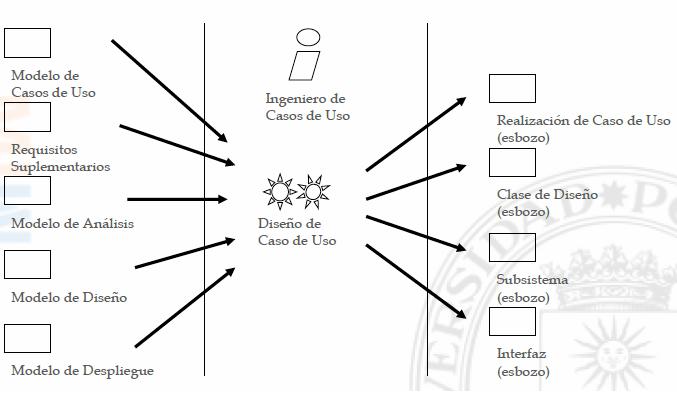 Modelo de
Casos de Uso
Requisitos
Suplementarios
Modelo de Análisis
Modelo de Diseño
Modelo de Despliegue
Ingeniero de
Casos de Uso
Diseño de
Caso de Uso
Realización de Caso de Uso
(esbozo)
Clase de Diseño
(esbozo)
Subsistema
(esbozo)
Interfaz
(esbozo)